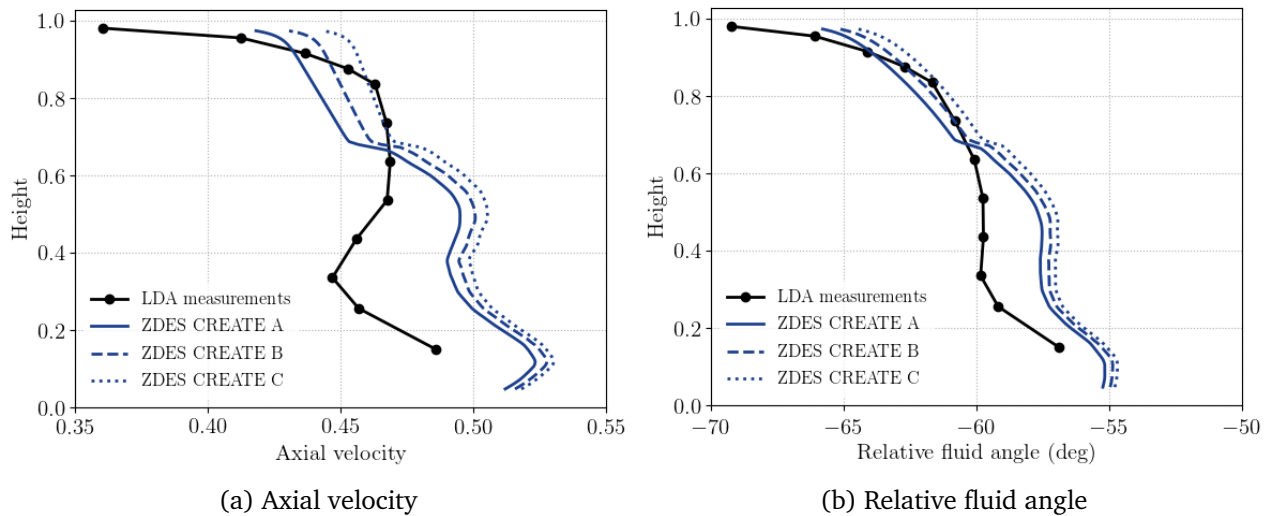 1.0
0.8
0.6
0.4
0.2
0.0
Height
LDA measurements
ZDES CREATE A
ZDES CREATE B
ZDES CREATE C
0.35 0.40 0.45 0.50 0.55
Axial velocity
(a) Axial velocity
1.0
0.8
0.6
0.4
0.2
0.0
Height
LDA measurements
ZDES CREATE A
ZDES CREATE B
ZDES CREATE C
−70 −65 −60 −55 −50
Relative fluid angle (deg)
(b) Relative fluid angle